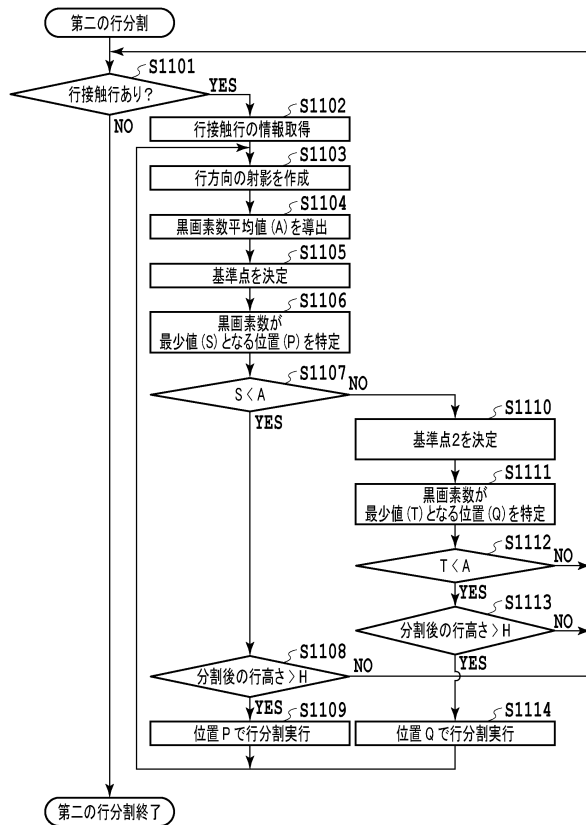 第二の行分割
S1101
行接触行あり?
YES
NO
S1102
行接触行の情報取得
S1103
行方向の射影を作成
S1104
黒画素数平均値(A)を導出
S1105
基準点を決定
S1106
黒画素数が
最少値(S)となる位置(P)を特定
S1107
S<A
NO
YES
S1110
基準点2を決定
S1111
黒画素数が
最少値(T)となる位置(Q)を特定
S1112
T<A
NO
YES
S1113
分割後の行高さ>H
NO
YES
S1108
分割後の行高さ>H
NO
YES
S1109
位置Pで行分割実行
S1114
位置Qで行分割実行
第二の行分割終了